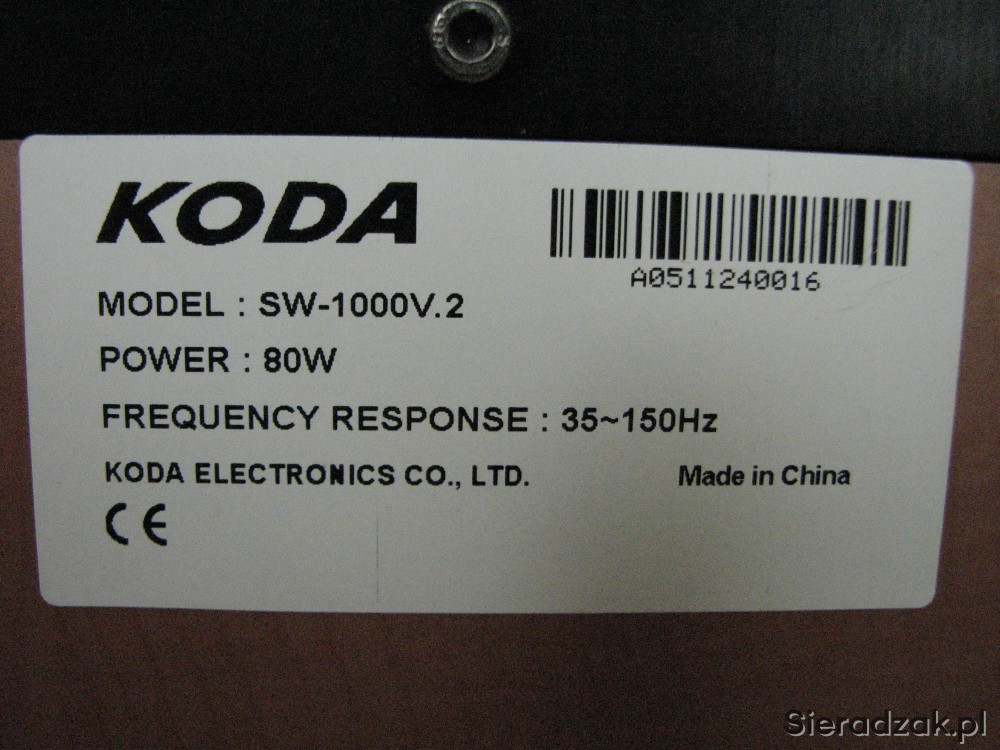 KODA
A0511240016
MODEL : SW-1000V.2
POWER : 80W
FREQUENCY RESPONSE : 35~150Hz
KODA ELECTRONICS CO., LTD. Made in China
CE
Sieradzak.pl